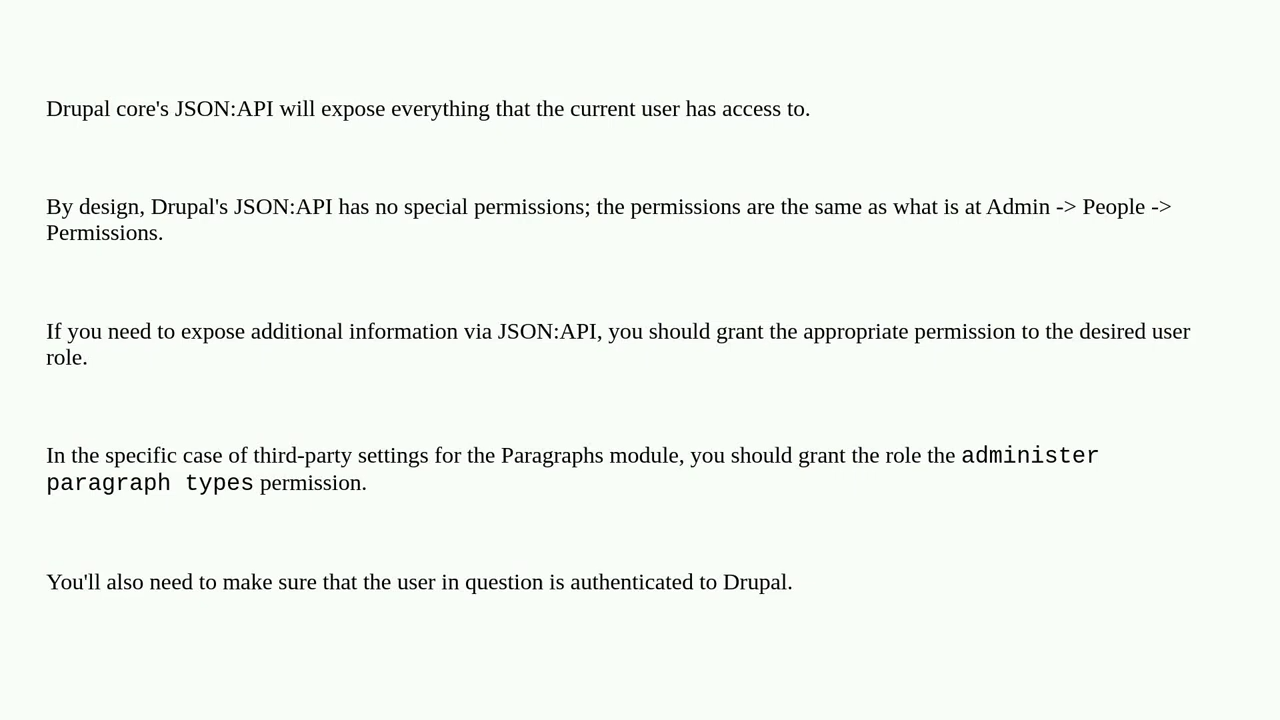 Drupal core's JSON:API will expose everything that the current user has access to.
By design, Drupal's JSON:API has no special permissions; the permissions are the same as what is at Admin -> People ->
Permissions.
If you need to expose additional information via JSON:API, you should grant the appropriate permission to the desired user
role.
In the specific case of third-party settings for the Paragraphs module, you should grant the role the administer
paragraph types permission.
You'll also need to make sure that the user in question is authenticated to Drupal.